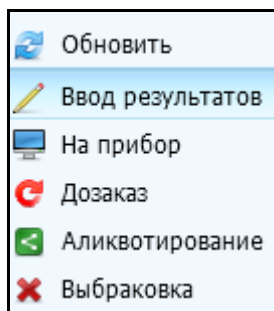 Обновить
Ввод результатов
На прибор
Дозаказ
Аликвотирование
Выбраковка